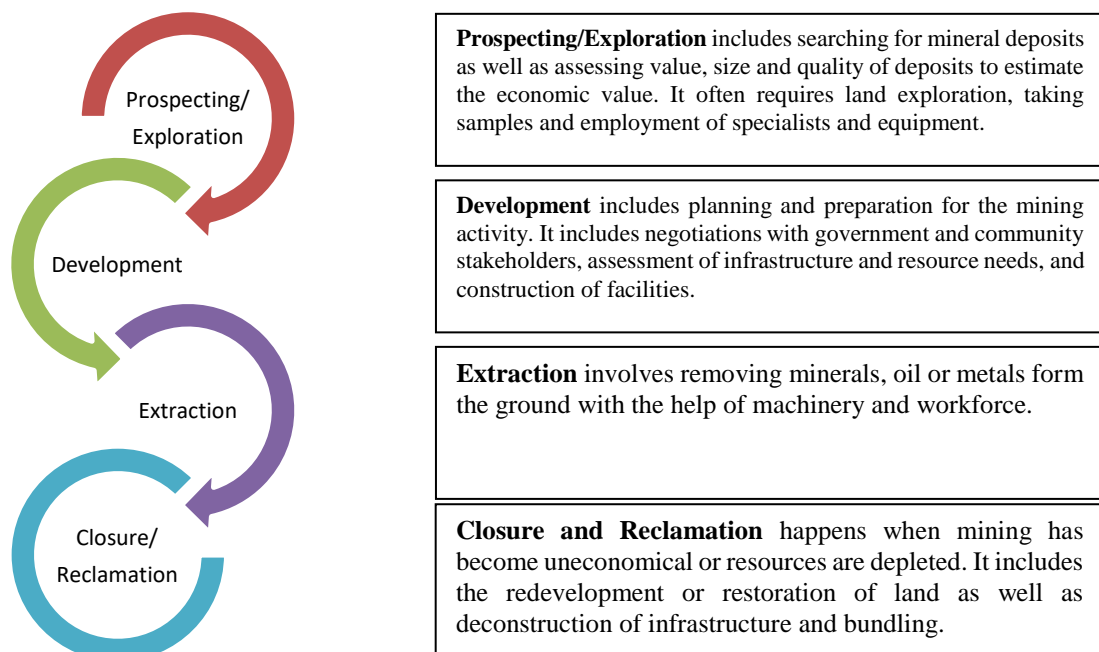 Prospecting/
Exploration
Prospecting/Exploration includes searching for mineral deposits
as well as assessing value, size and quality of deposits to estimate
the economic value. It often requires land exploration, taking
samples and employment of specialists and equipment.
Development
Development includes planning and preparation for the mining
activity. It includes negotiations with government and community
stakeholders, assessment of infrastructure and resource needs, and
construction of facilities.
Extraction
Extraction involves removing minerals, oil or metals form
the ground with the help of machinery and workforce.
Closure/
Reclamation
Closure and Reclamation happens when mining has
become uneconomical or resources are depleted. It includes
the redevelopment or restoration of land as well as
deconstruction of infrastructure and bundling.